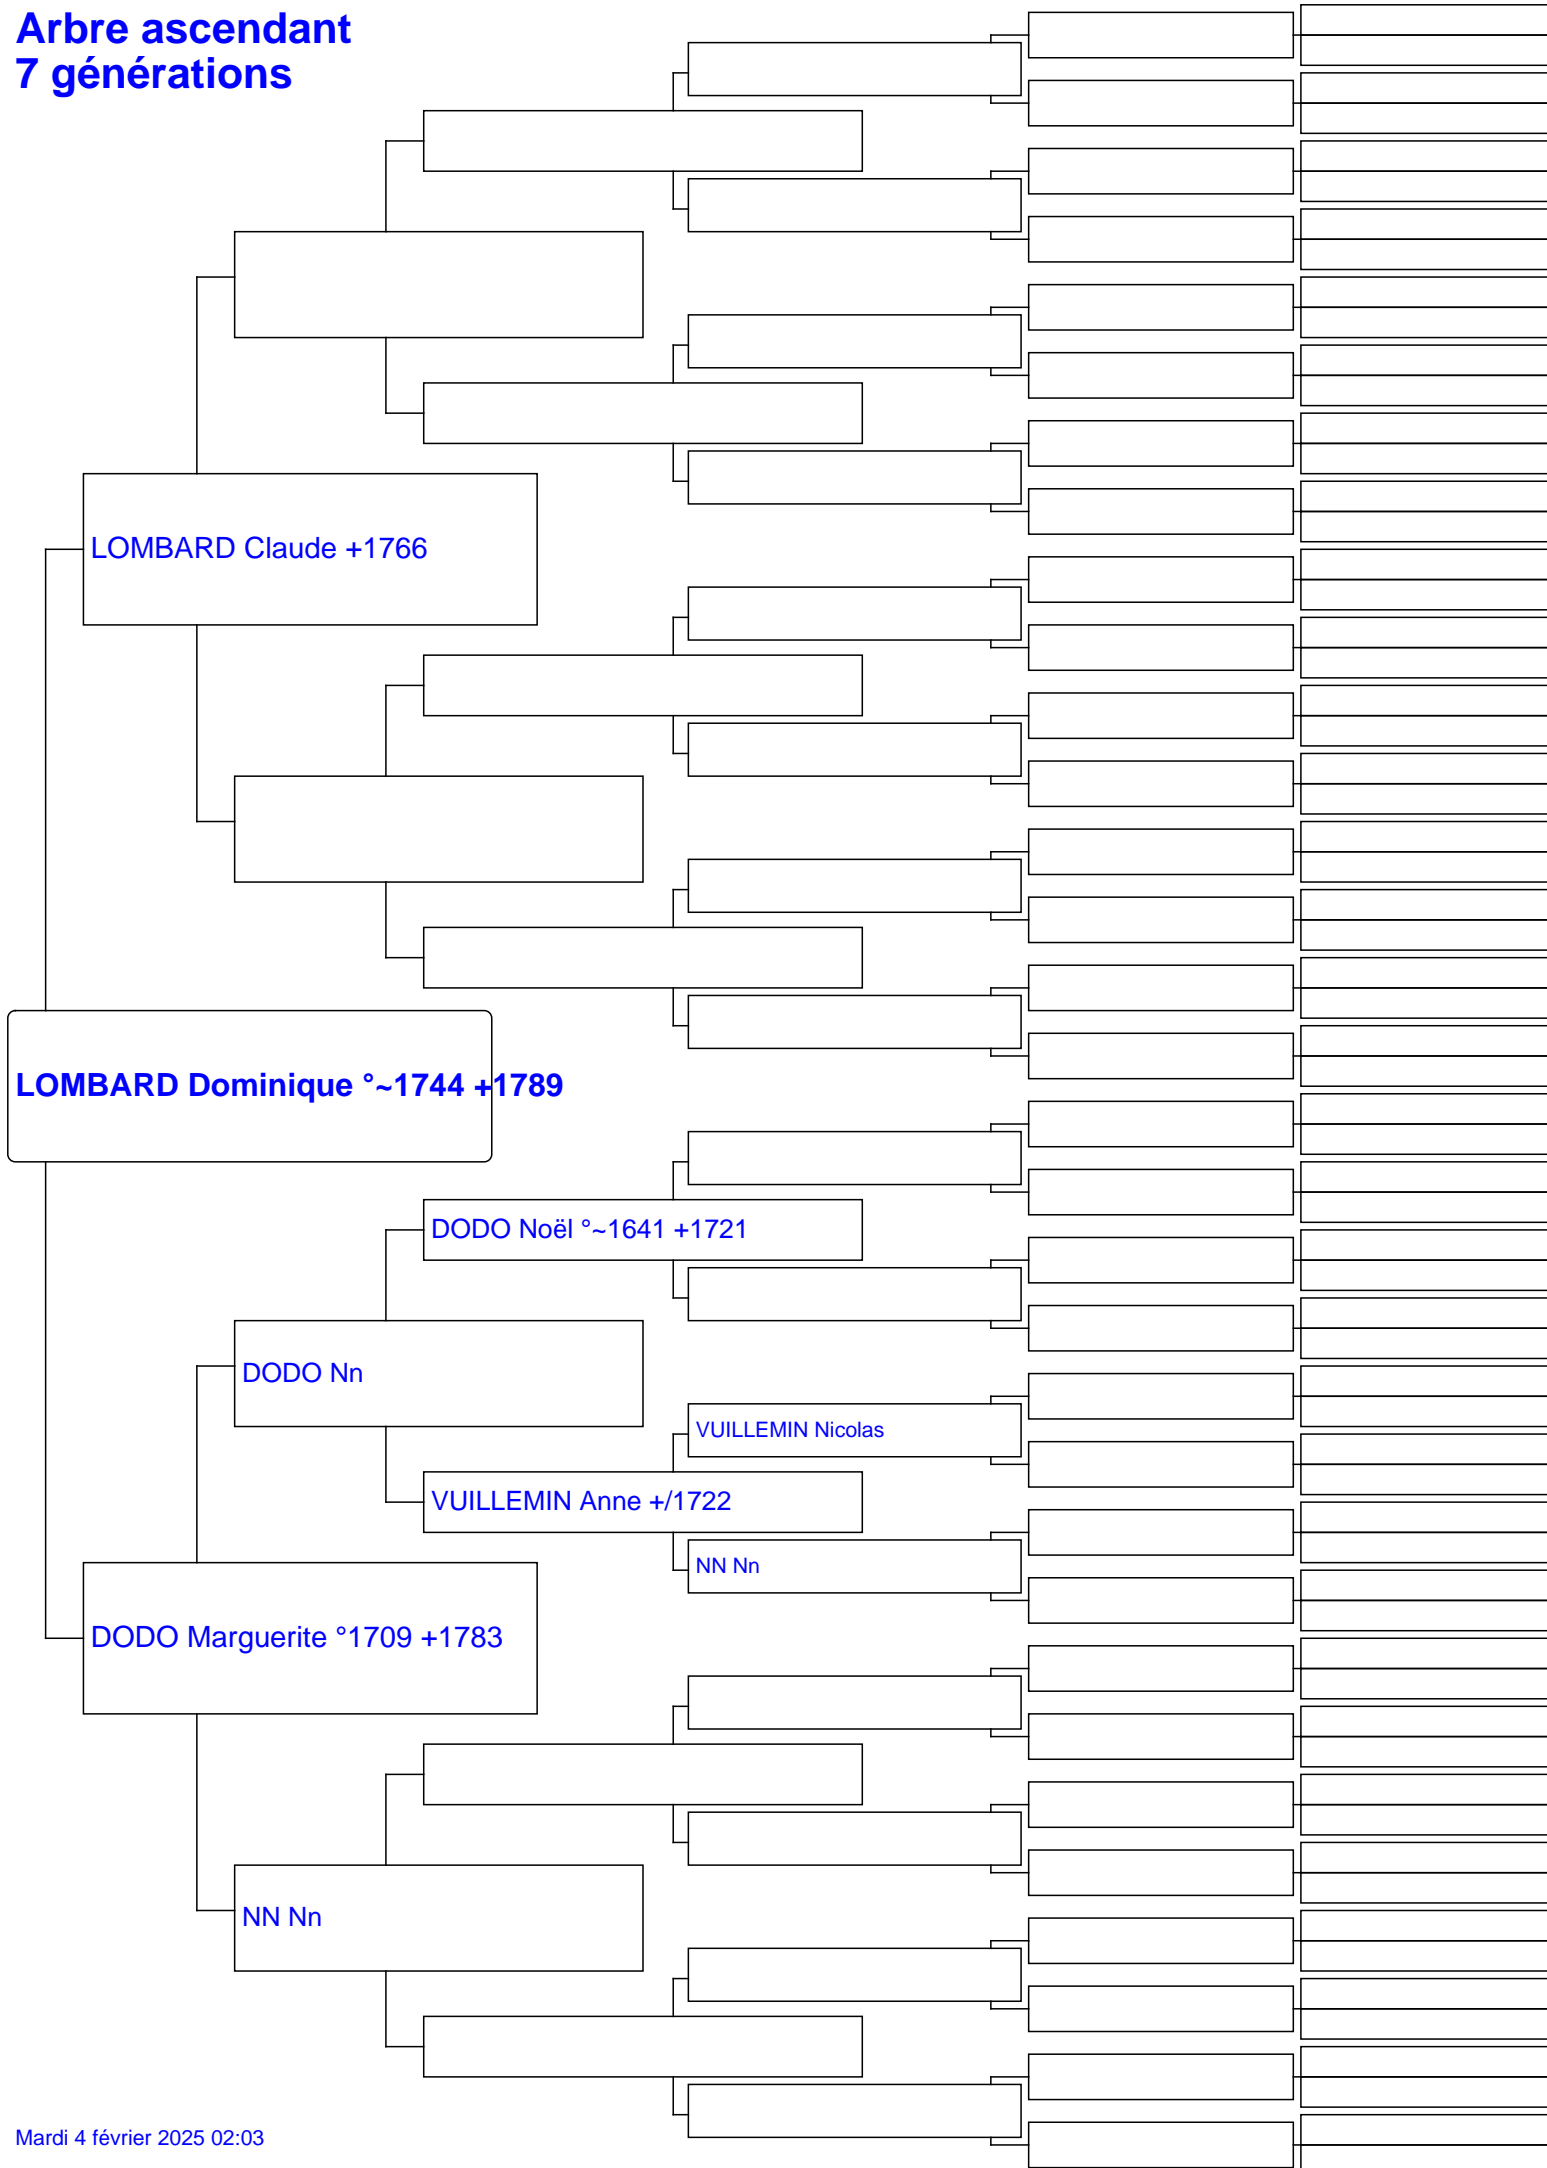 Arbre ascendant
7 générations
LOMBARD Claude +1766
LOMBARD Dominique °~1744 +1789
DODO Noël °~1641 +1721
DODO Nn
VUILLEMIN Nicolas
VUILLEMIN Anne +/1722
NN Nn
DODO Marguerite °1709 +1783
NN Nn
Mardi 4 février 2025 02:03